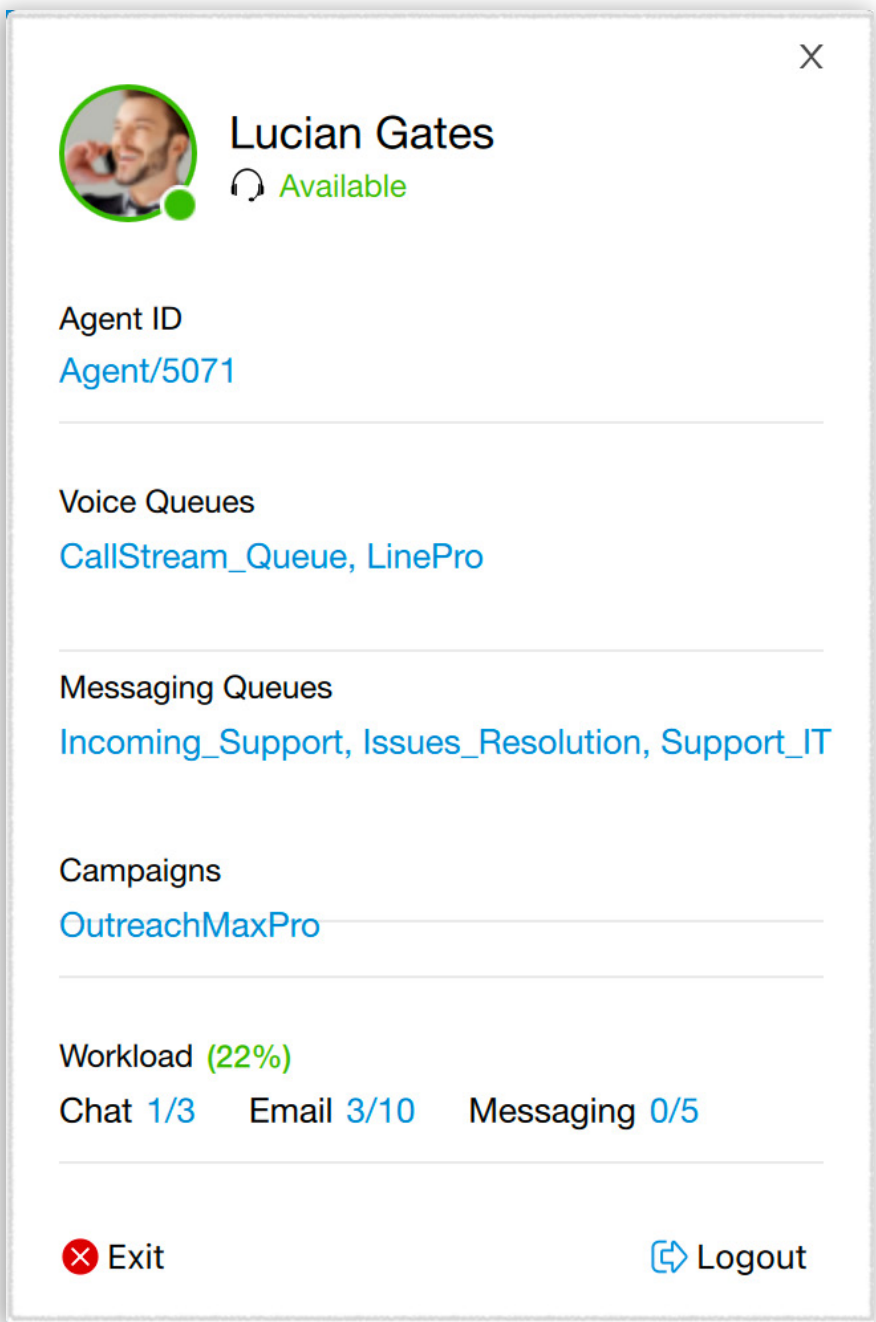 X
Lucian Gates
Available
Agent ID
Agent/5071
Voice Queues
CallStream_Queue, LinePro
Messaging Queues
Incoming_Support, Issues_Resolution, Support_IT
Campaigns
OutreachMaxPro
Workload (22%)
Chat 1/3 Email 3/10 Messaging 0/5
Exit Logout